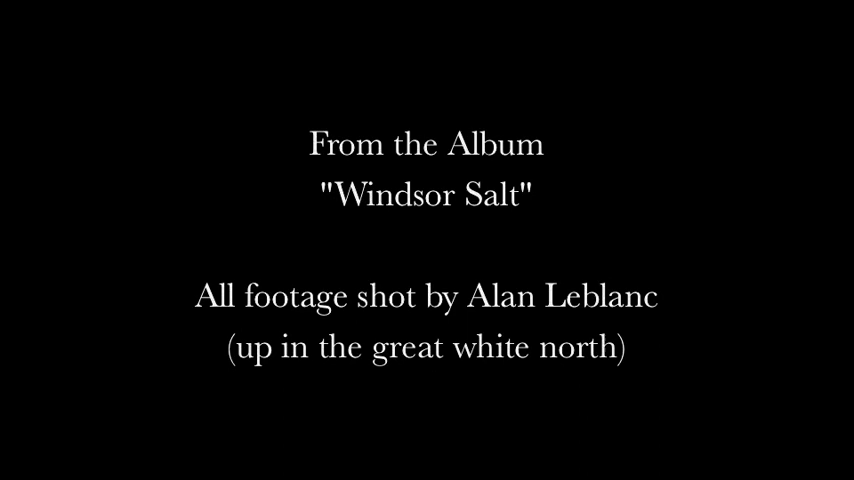 From the Album
"Windsor Salt"
All footage shot by Alan Leblanc
(up in the great white north)